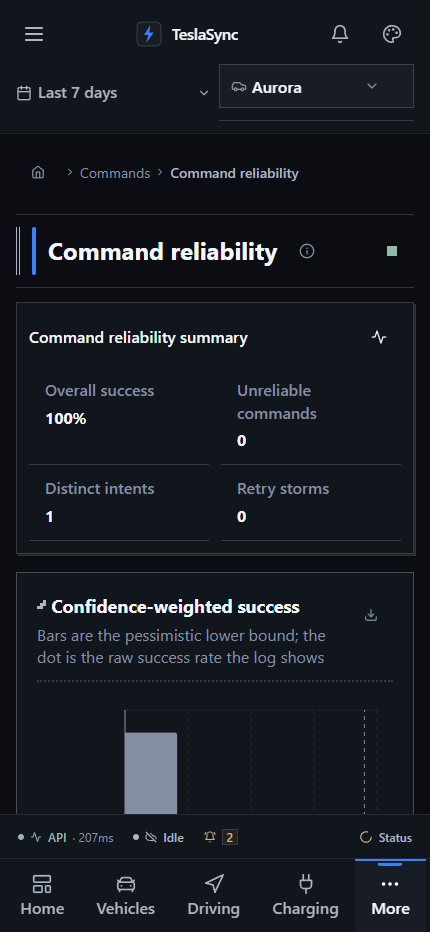 TeslaSync
Last 7 days
Aurora
Commands
Command reliability
Command reliability
Command reliability summary
Overall success
100%
Unreliable
commands
0
Distinct intents
1
Retry storms
0
Confidence-weighted success
Bars are the pessimistic lower bound; the
dot is the raw success rate the log shows
API · 207ms
Idle
2
Status
Home
Vehicles
Driving
Charging
More